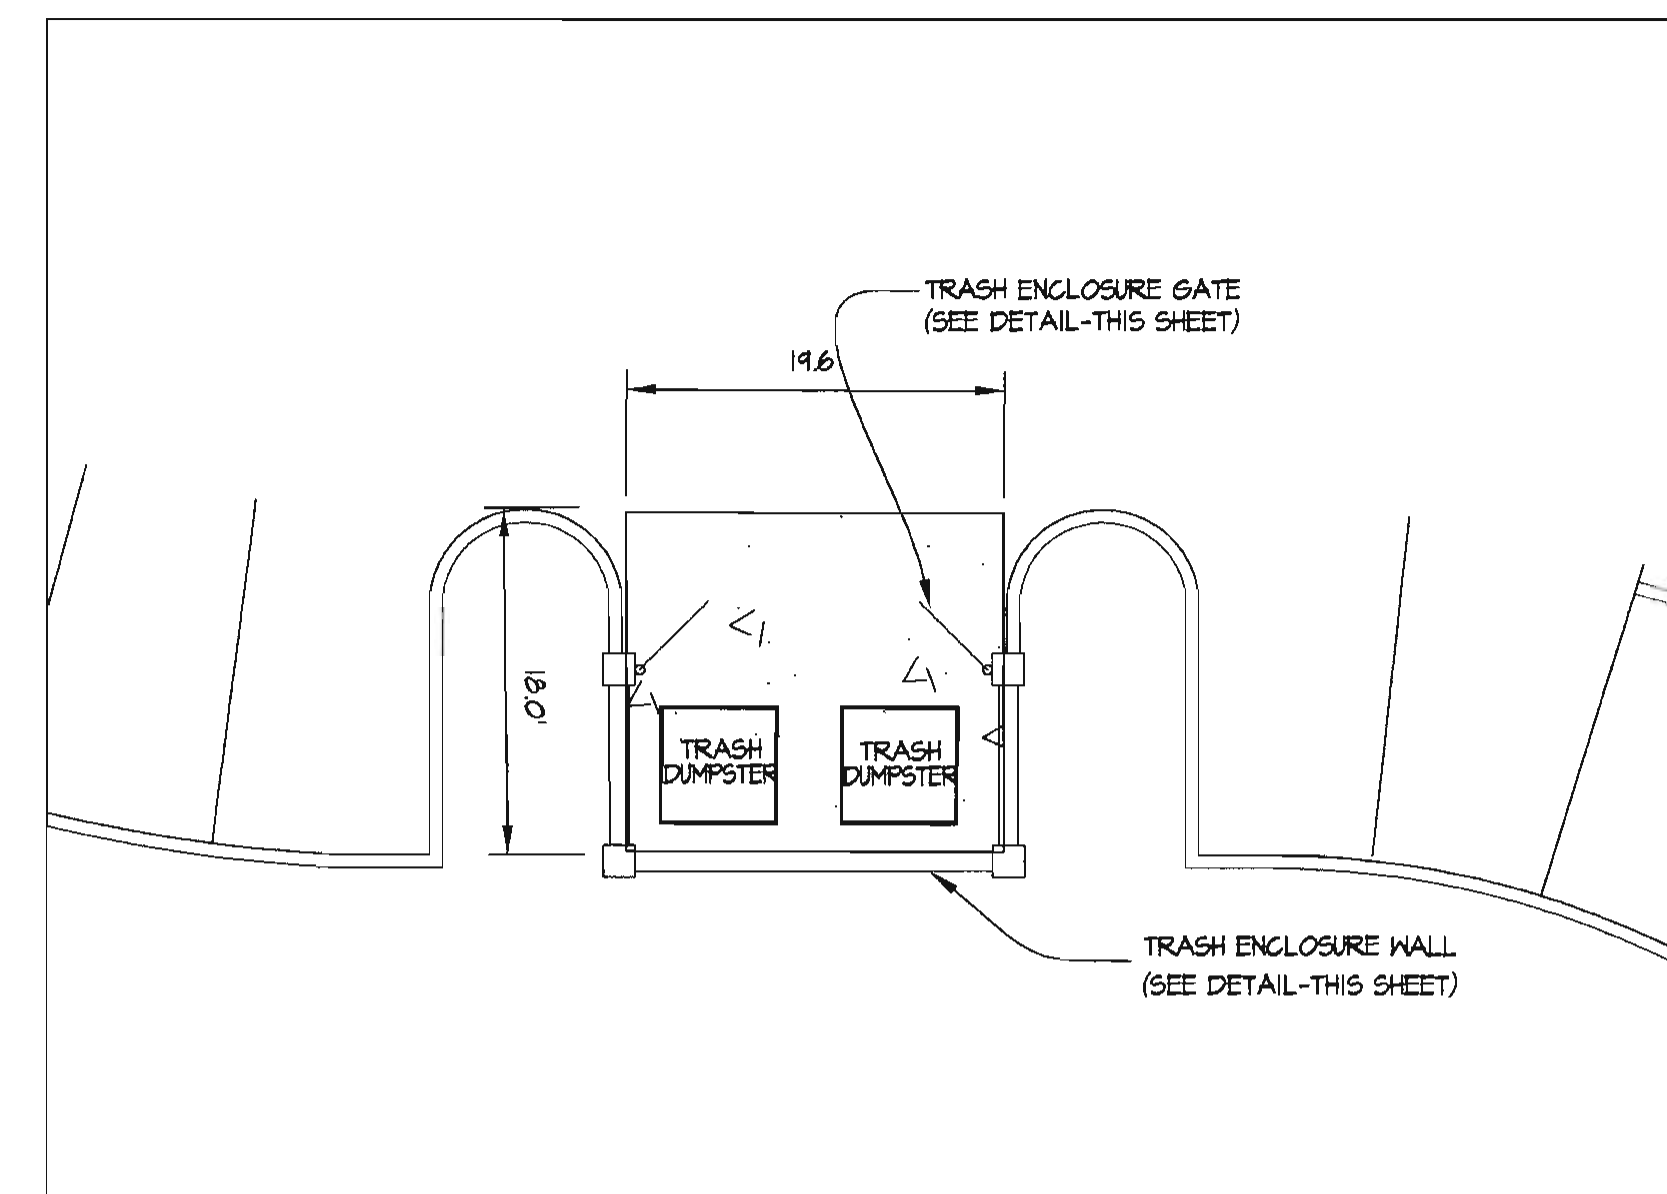 TRASH ENCLOSURE GATE
(SEE DETAIL-THIS SHEET)
19.6
18.0'
TRASH
DUMPSTER
TRASH
DUMPSTER
TRASH ENCLOSURE WALL
(SEE DETAIL-THIS SHEET)